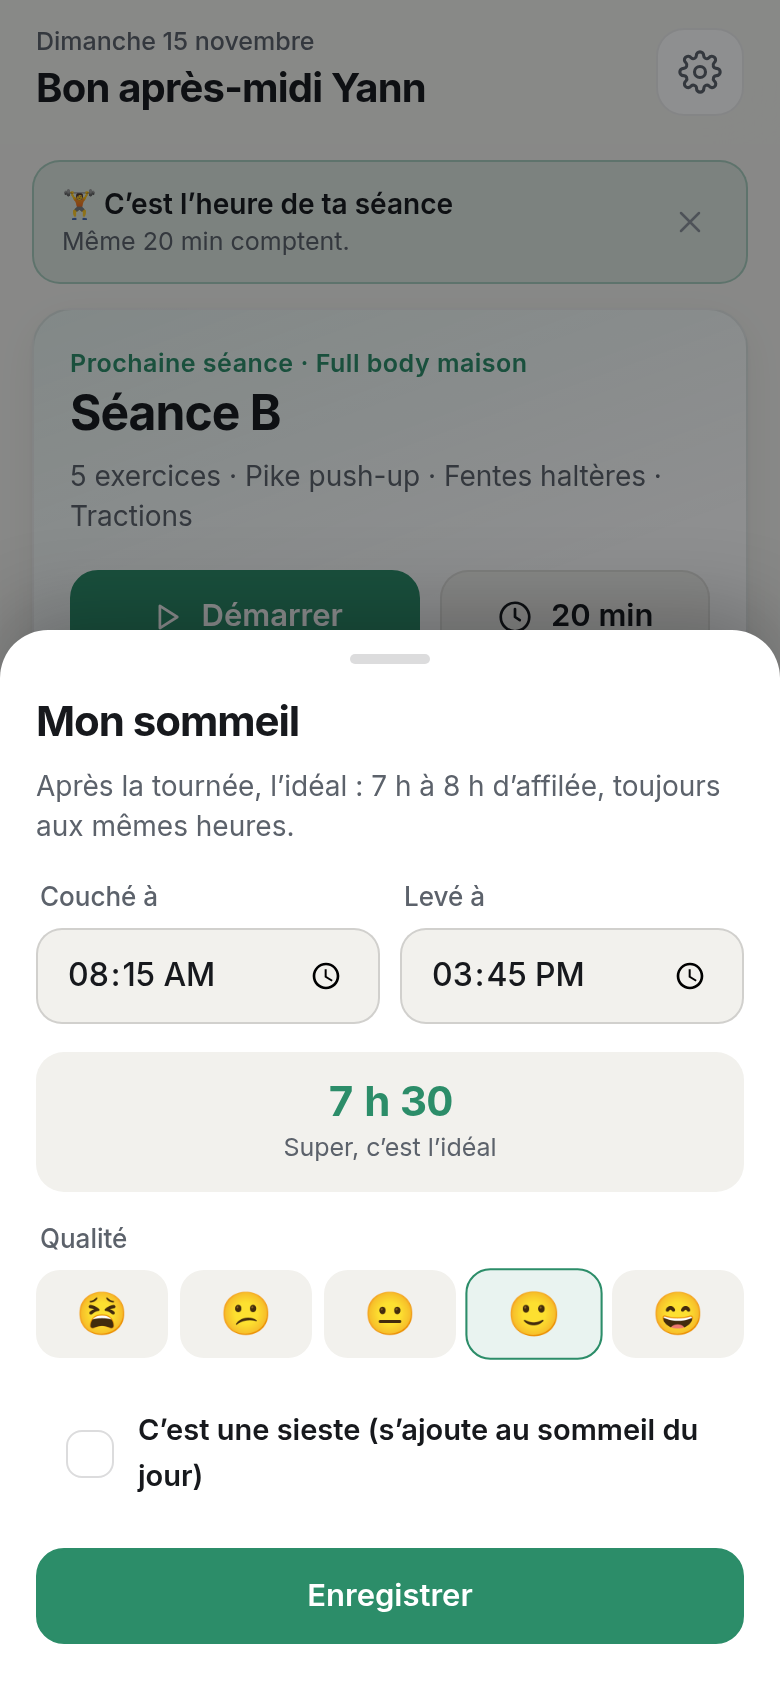 Dimanche 15 novembre
Bon après-midi Yann
🏋️ C’est l’heure de ta séance
Même 20 min comptent.
Prochaine séance · Full body maison
Séance B
5 exercices · Pike push-up · Fentes haltères ·
Tractions
Démarrer
20 min
Mon sommeil
Après la tournée, l’idéal : 7 h à 8 h d’affilée, toujours
aux mêmes heures.
Couché à
Levé à
08:15 AM
03:45 PM
7 h 30
Super, c’est l’idéal
Qualité
😫 😕 😐 🙂 😄
C’est une sieste (s’ajoute au sommeil du
jour)
Enregistrer